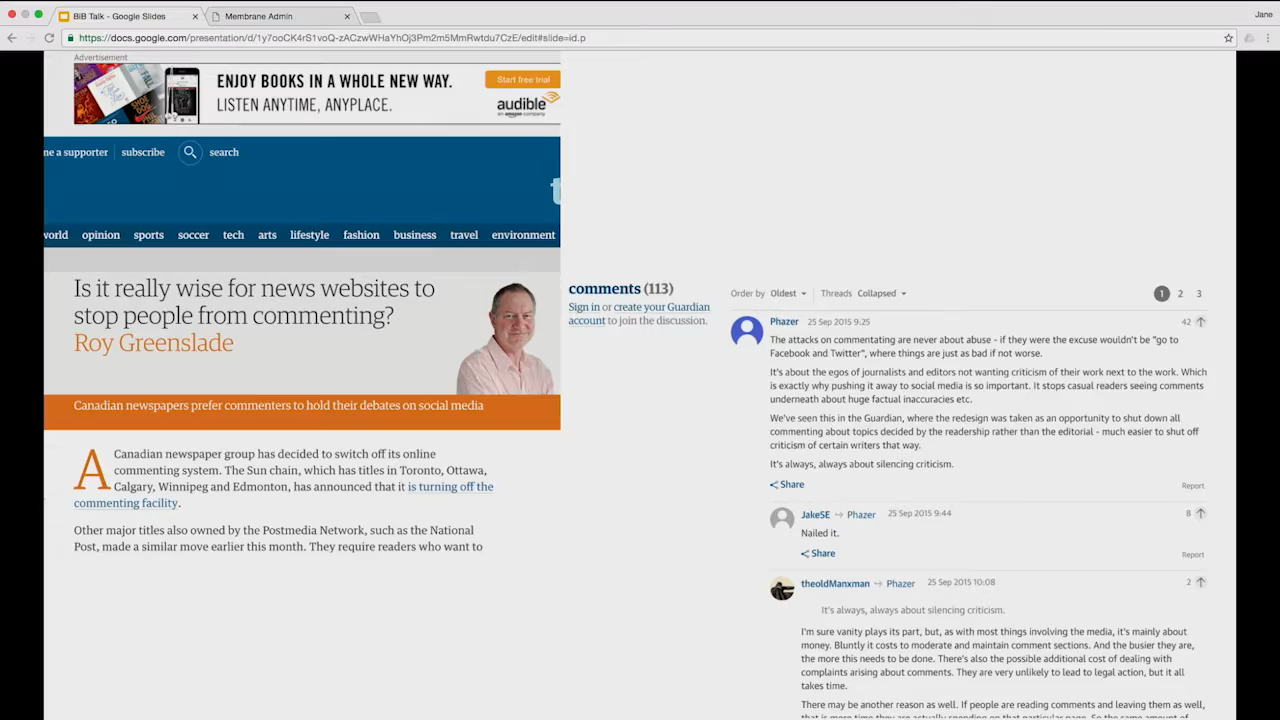 BiB Talk - Google Slides
Membrane Admin
Jane
https://docs.google.com/presentation/d/1y7ooCK4rS1voQ-zACzwWHaYhOj3Pm2m5MmRwtdu7CzE/edit#slide=id.p
Advertisement
ENJOY BOOKS IN A WHOLE NEW WAY.
LISTEN ANYTIME, ANYPLACE.
Start free trial
audible
an amazon company
ne a supporter
subscribe
search
t
world opinion sports soccer tech arts lifestyle fashion business travel environment
Is it really wise for news websites to
stop people from commenting?
Roy Greenslade
Canadian newspapers prefer commenters to hold their debates on social media
A Canadian newspaper group has decided to switch off its online
commenting system. The Sun chain, which has titles in Toronto, Ottawa,
Calgary, Winnipeg and Edmonton, has announced that it is turning off the
commenting facility.
Other major titles also owned by the Postmedia Network, such as the National
Post, made a similar move earlier this month. They require readers who want to
comments (113)
Sign in or create your Guardian
account to join the discussion.
Order by Oldest Threads Collapsed 1 2 3
Phazer 25 Sep 2015 9:25 42
The attacks on commentating are never about abuse - if they were the excuse wouldn't be "go to
Facebook and Twitter", where things are just as bad if not worse.
It's about the egos of journalists and editors not wanting criticism of their work next to the work. Which
is exactly why pushing it away to social media is so important. It stops casual readers seeing comments
underneath about huge factual inaccuracies etc.
We've seen this in the Guardian, where the redesign was taken as an opportunity to shut down all
commenting about topics decided by the readership rather than the editorial - much easier to shut off
criticism of certain writers that way.
It's always, always about silencing criticism.
Share
Report
JakeSE Phazer 25 Sep 2015 9:44 8
Nailed it.
Share
Report
theoldManxman Phazer 25 Sep 2015 10:08 2
It's always, always about silencing criticism.
I'm sure vanity plays its part, but, as with most things involving the media, it's mainly about
money. Bluntly it costs to moderate and maintain comment sections. And the busier they are,
the more this needs to be done. There's also the possible additional cost of dealing with
complaints arising about comments. They are very unlikely to lead to legal action, but it all
takes time.
There may be another reason as well. If people are reading comments and leaving them as well,
that is more time they are actually spending on that particular page. So the same amount of